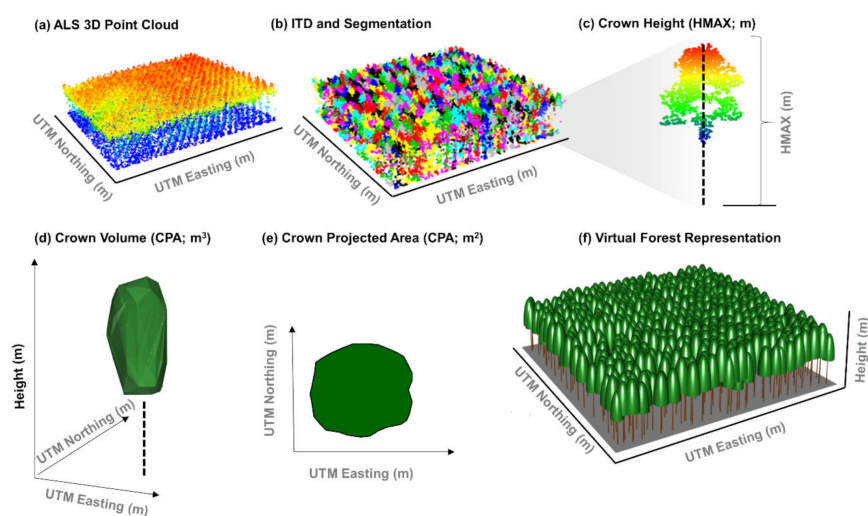 (a) ALS 3D Point Cloud
(b) ITD and Segmentation
(c) Crown Height (HMAX; m)
UTM Northing (m)
UTM Easting (m)
UTM Northing (m)
UTM Easting (m)
HMAX (m)
(d) Crown Volume (CPA; m³)
(e) Crown Projected Area (CPA; m²)
(f) Virtual Forest Representation
Height (m)
UTM Northing (m)
UTM Easting (m)
UTM Northing (m)
UTM Easting (m)
UTM Northing (m)
UTM Easting (m)
Height (m)